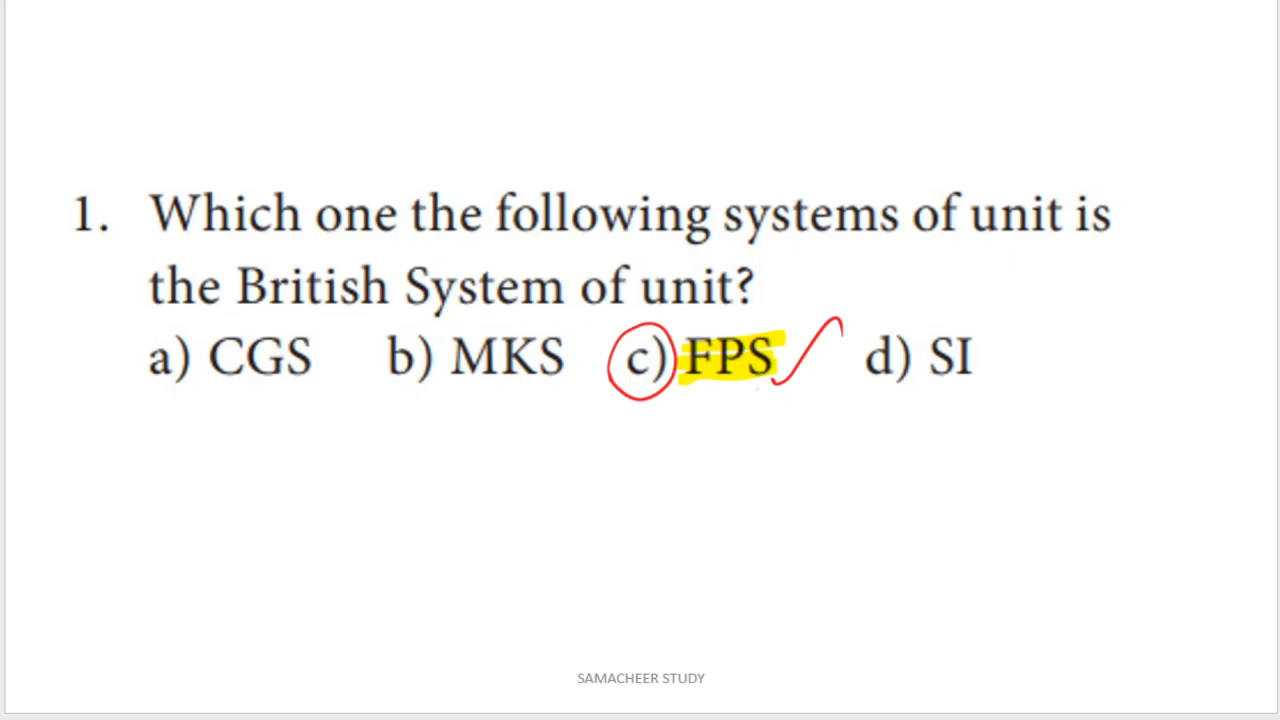 1. Which one the following systems of unit is
the British System of unit?
a) CGS b) MKS c) FPS d) SI
SAMACHEER STUDY